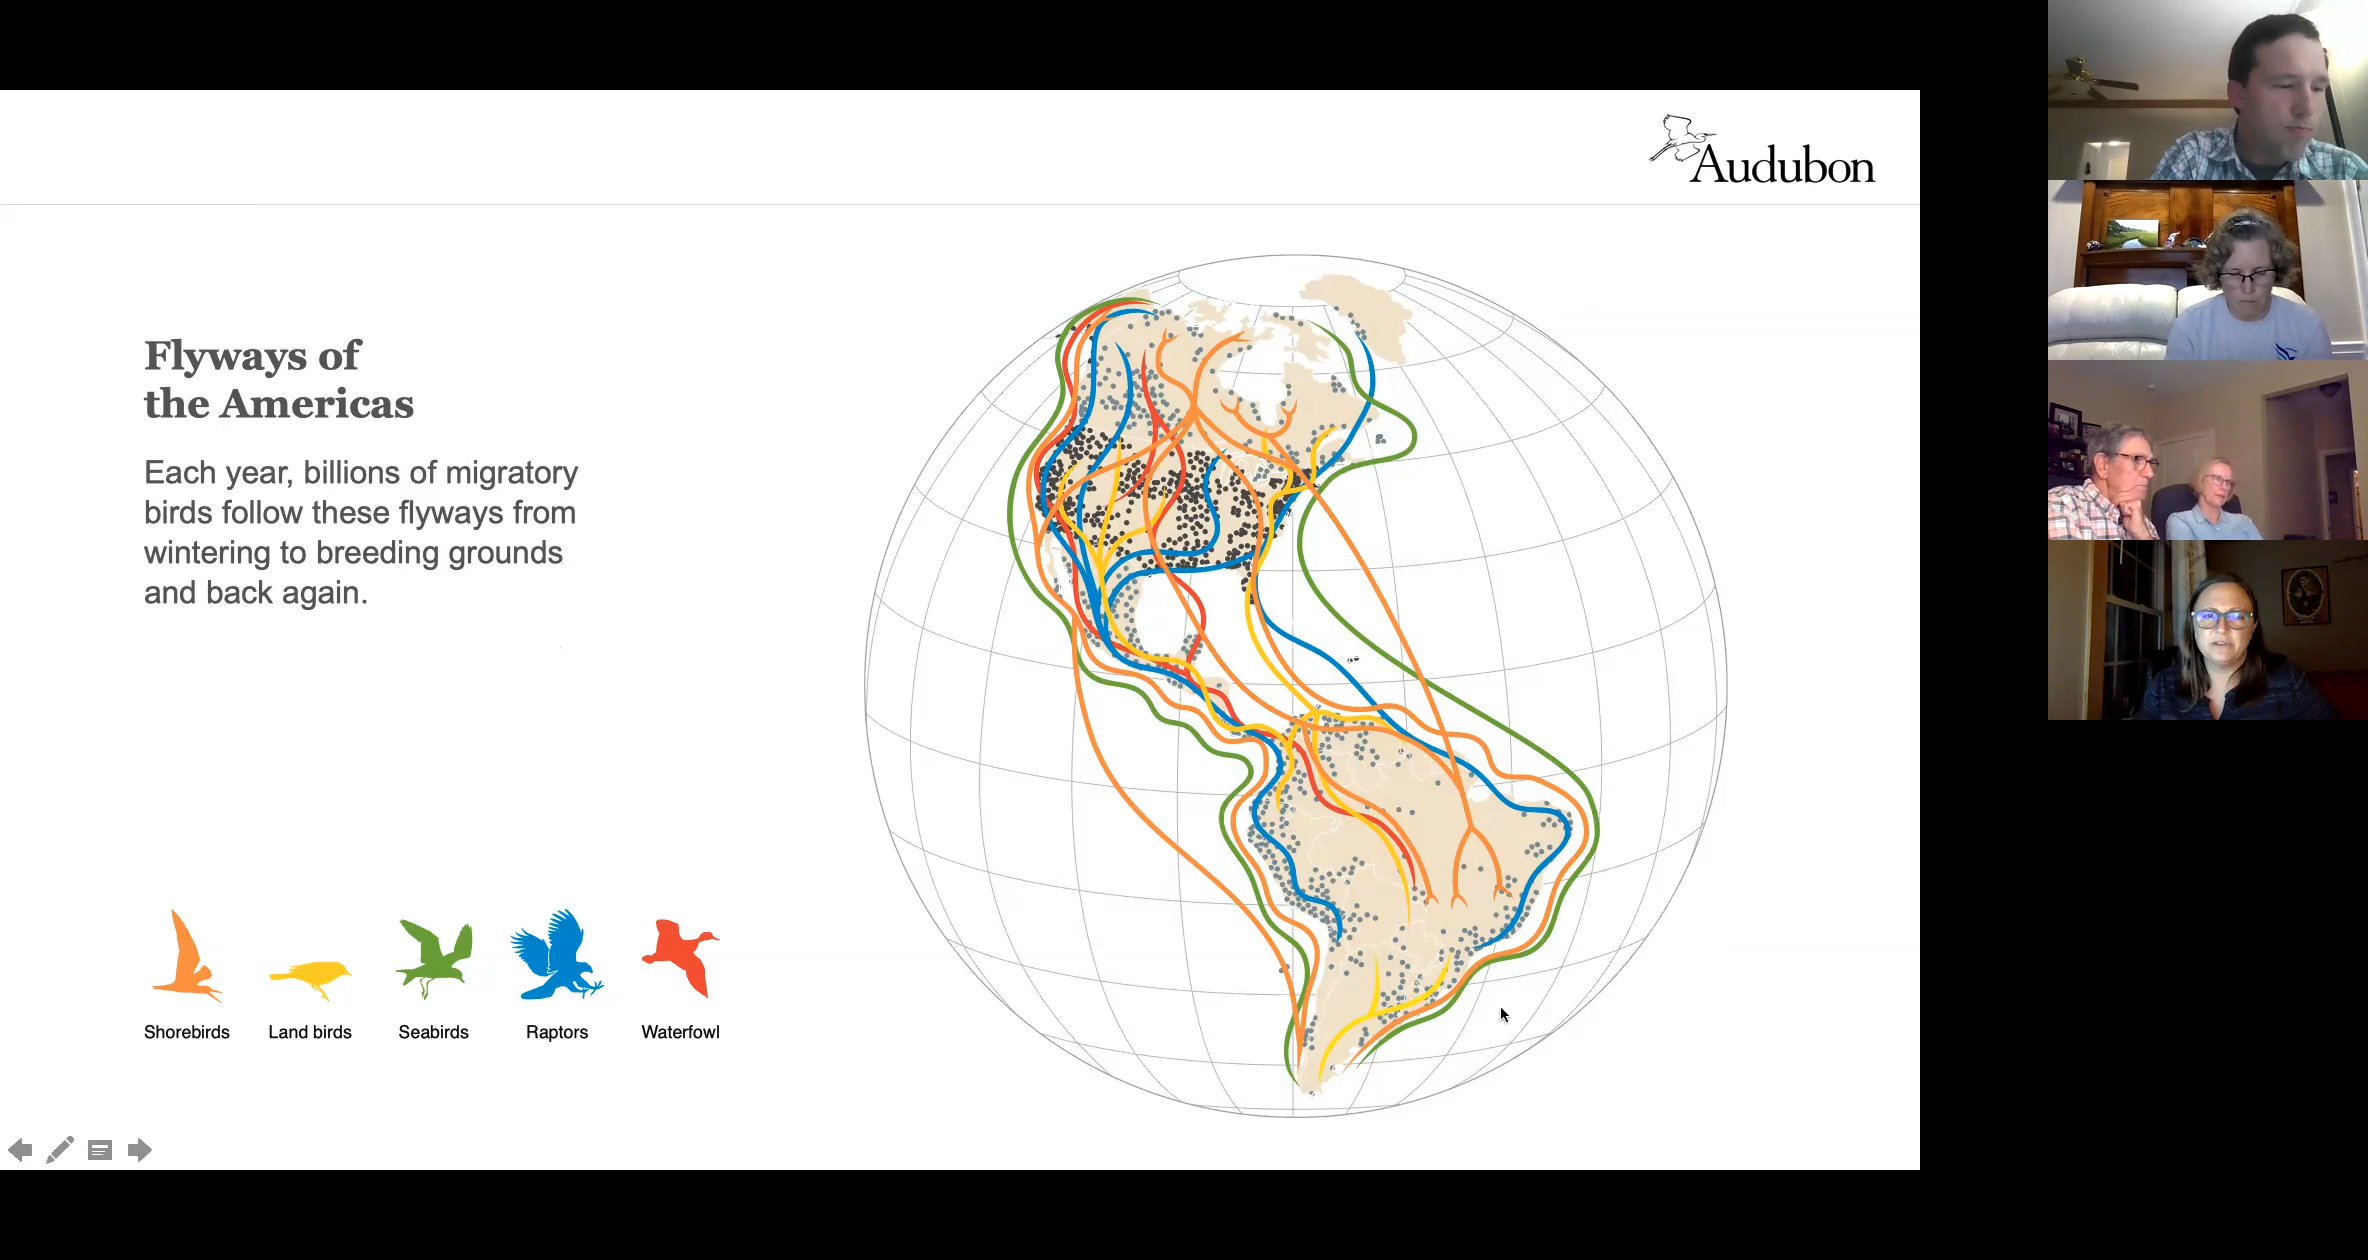 Audubon
Flyways of
the Americas
Each year, billions of migratory
birds follow these flyways from
wintering to breeding grounds
and back again.
Shorebirds
Land birds
Seabirds
Raptors
Waterfowl